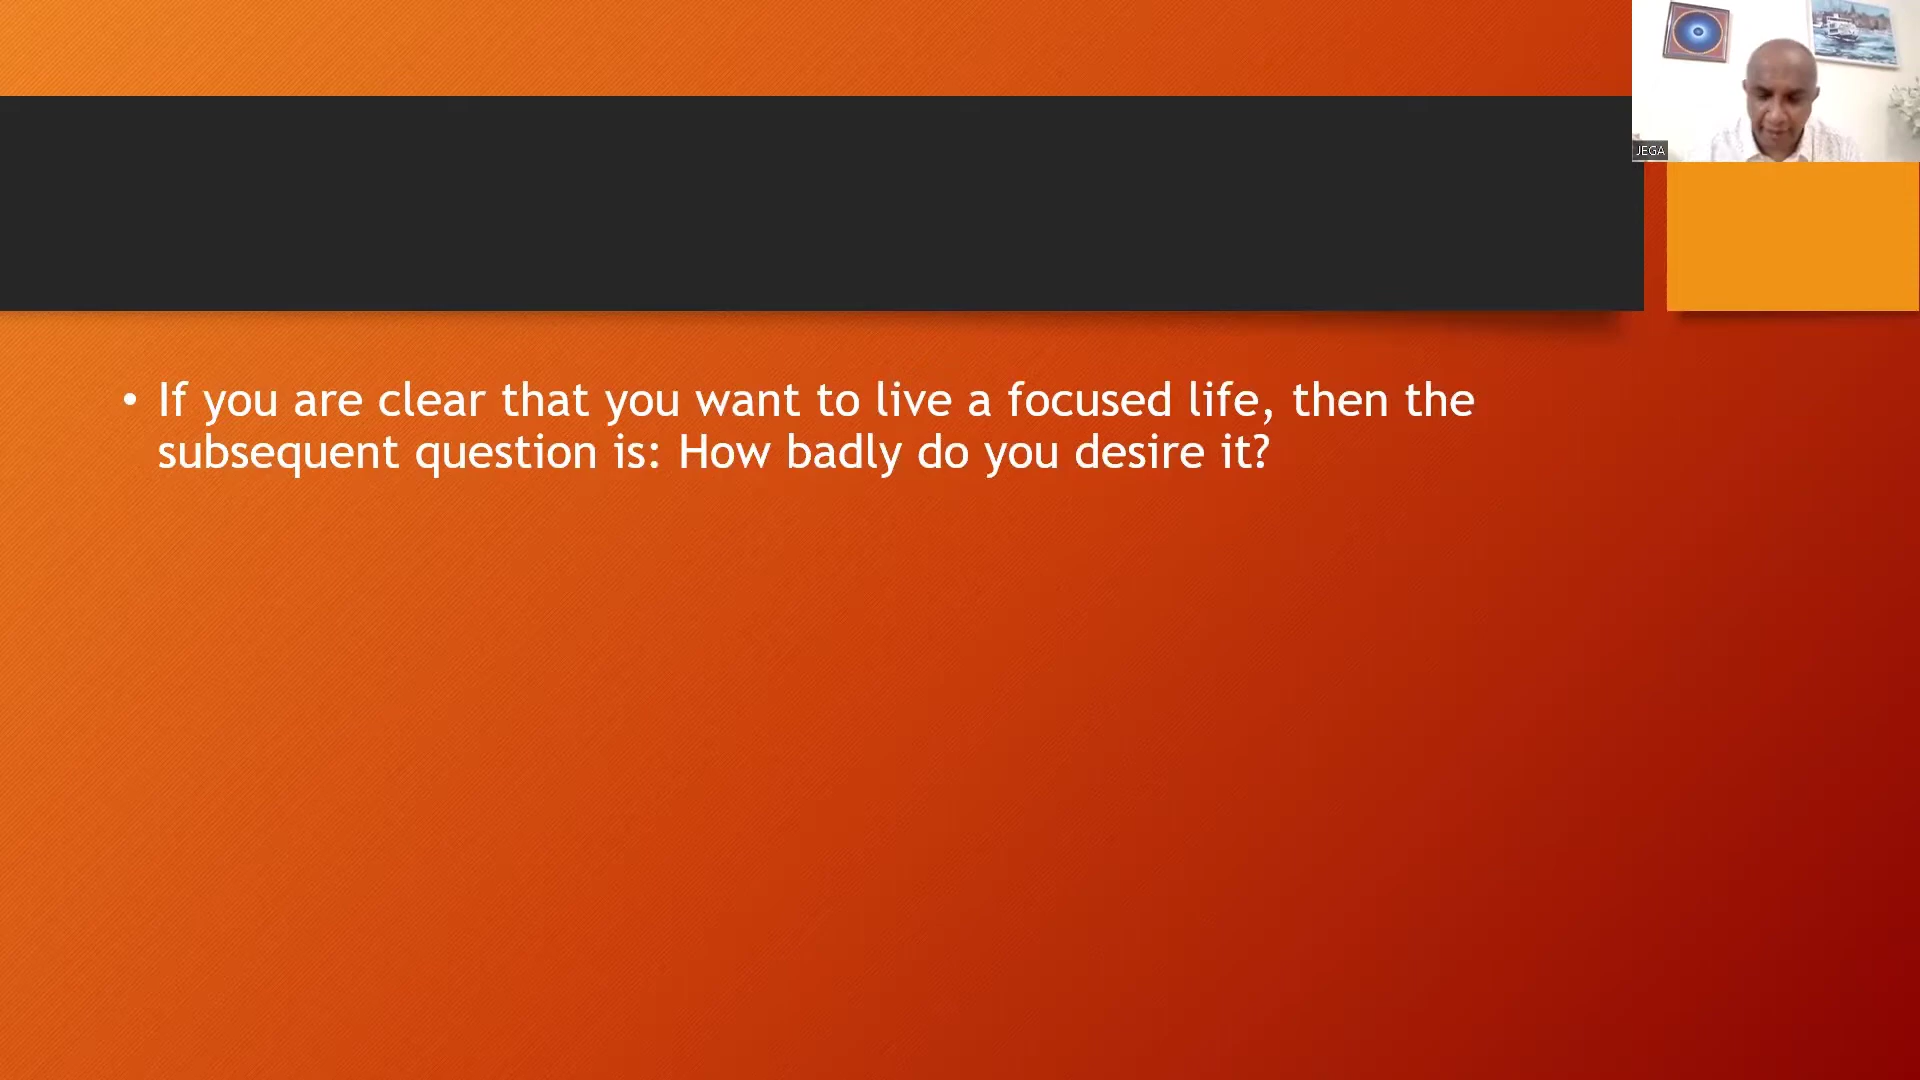 JEGA
• If you are clear that you want to live a focused life, then the
subsequent question is: How badly do you desire it?